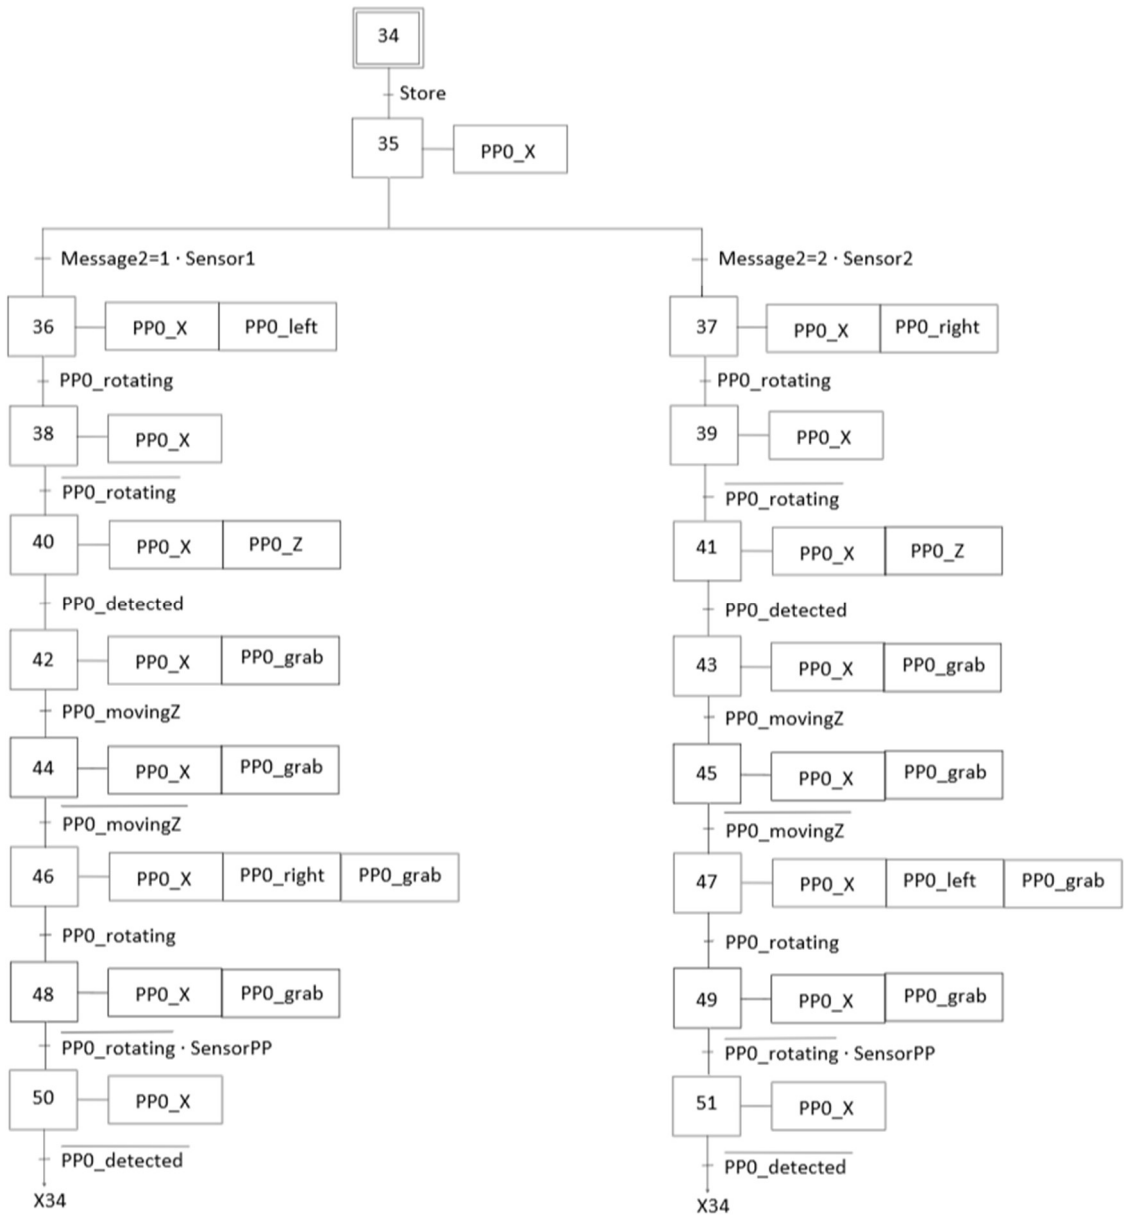 34
Store
35 PP0_X
Message2=1 · Sensor1
36 PP0_X PP0_left
PP0_rotating
38 PP0_X
PP0_rotating
40 PP0_X PP0_Z
PP0_detected
42 PP0_X PP0_grab
PP0_movingZ
44 PP0_X PP0_grab
PP0_movingZ
46 PP0_X PP0_right PP0_grab
PP0_rotating
48 PP0_X PP0_grab
PP0_rotating · SensorPP
50 PP0_X
PP0_detected
X34
Message2=2 · Sensor2
37 PP0_X PP0_right
PP0_rotating
39 PP0_X
PP0_rotating
41 PP0_X PP0_Z
PP0_detected
43 PP0_X PP0_grab
PP0_movingZ
45 PP0_X PP0_grab
PP0_movingZ
47 PP0_X PP0_left PP0_grab
PP0_rotating
49 PP0_X PP0_grab
PP0_rotating · SensorPP
51 PP0_X
PP0_detected
X34